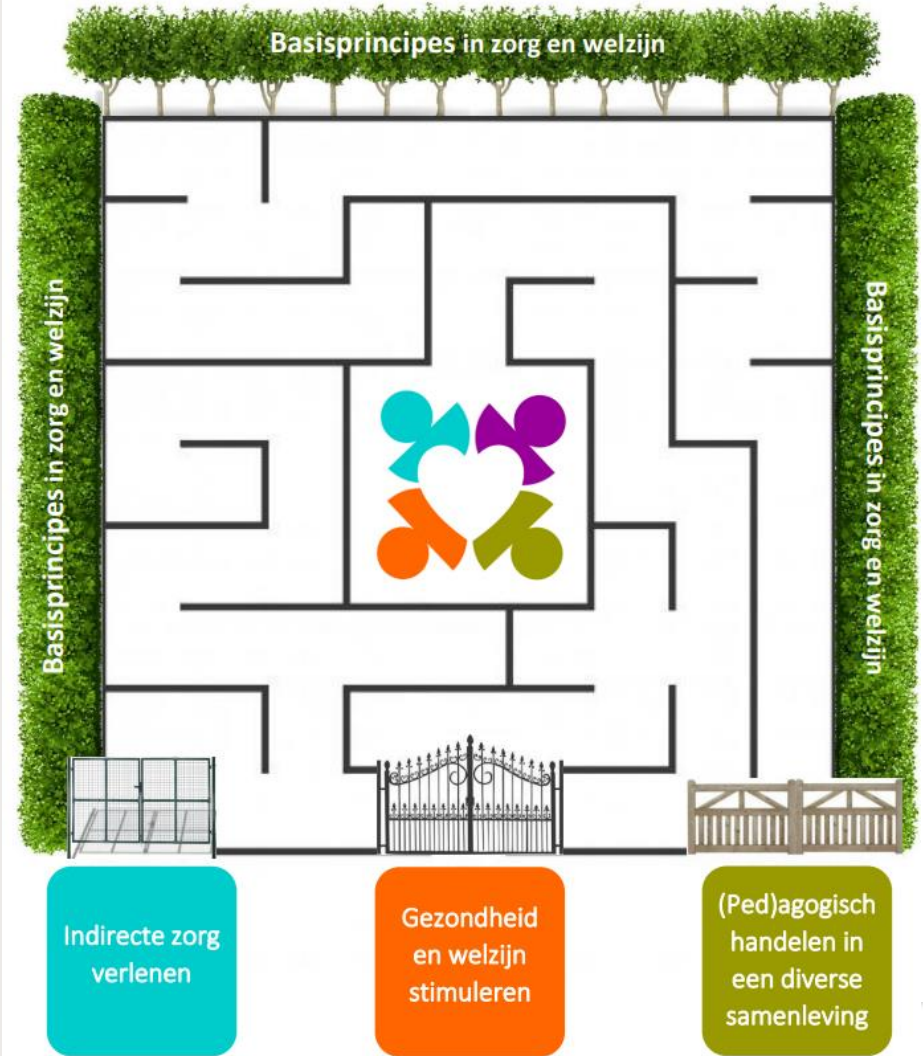 Basisprincipes in zorg en welzijn
Basisprincipes in zorg en welzijn
Basisprincipes in zorg en welzijn
Indirecte zorg
verlenen
Gezondheid
en welzijn
stimuleren
(Ped)agogisch
handelen in
een diverse
samenleving